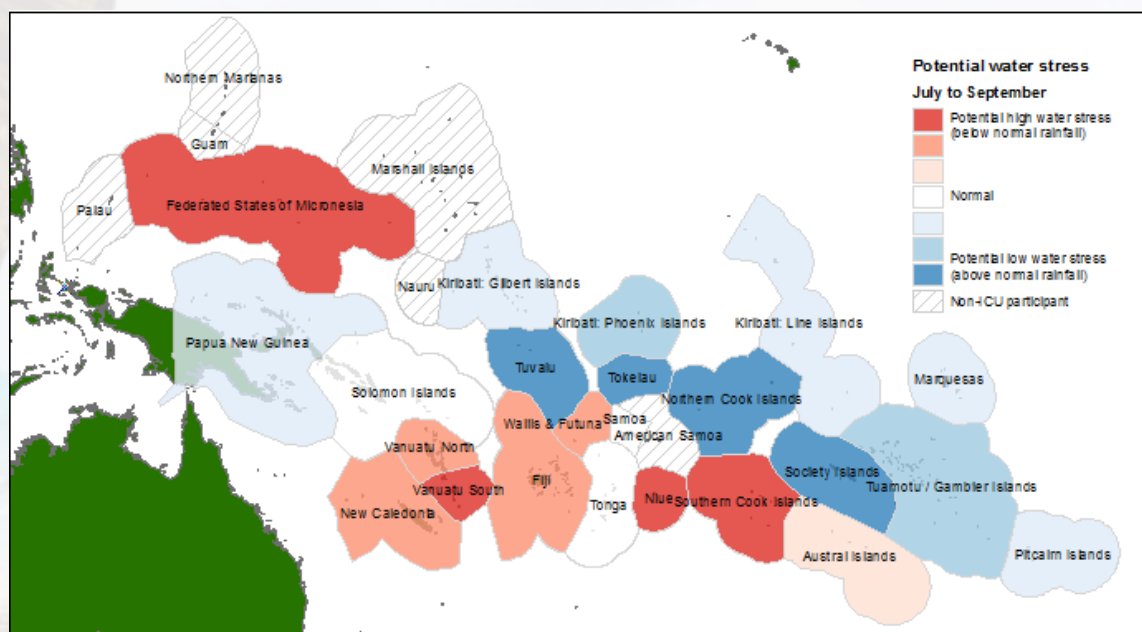 Potential water stress
July to September
Potential high water stress
(below normal rainfall)
Normal
Potential low water stress
(above normal rainfall)
Non-ICU participant
Northern Marianas
Guam
Marshall Islands
Palau
Federated States of Micronesia
Nauru
Kiribati: Gilbert Islands
Kiribati: Phoenix Islands
Kiribati: Line Islands
Papua New Guinea
Tuvalu
Tokelau
Marquesas
Solomon Islands
Northern Cook Islands
Wallis & Futuna
Samoa
American Samoa
Vanuatu North
Society Islands
Fiji
Vanuatu South
Tuamotu / Gambier Islands
Niue
Southern Cook Islands
Tonga
New Caledonia
Austral Islands
Pitcairn Islands